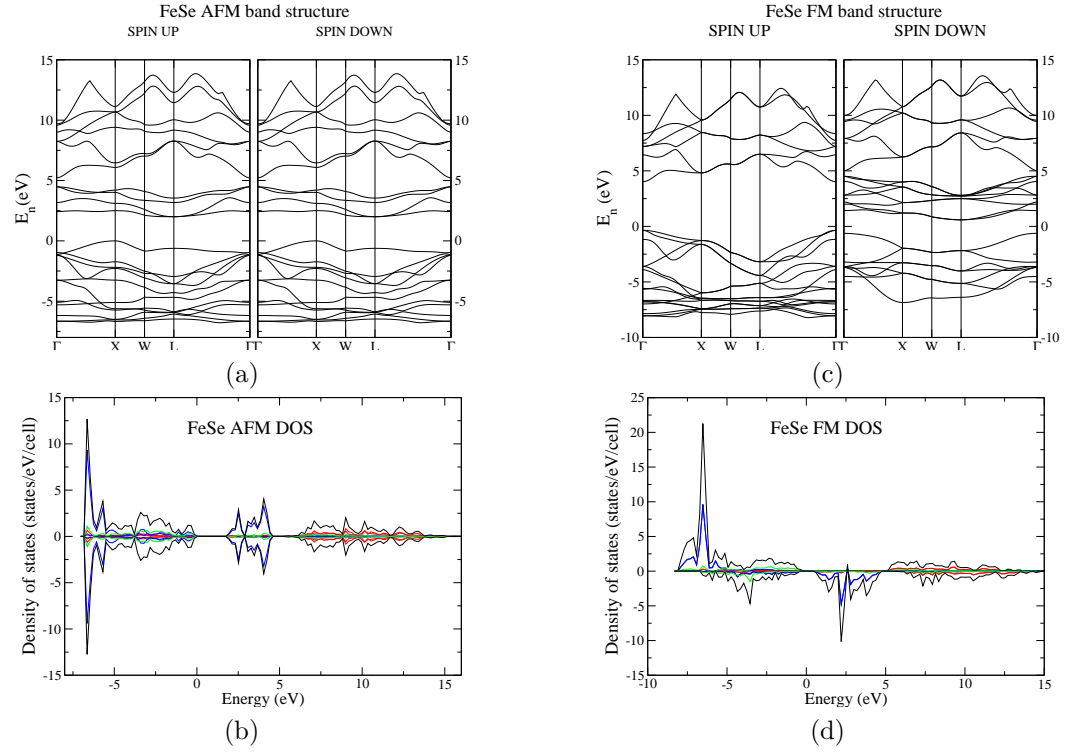 FeSe AFM band structure
SPIN UP SPIN DOWN
15 15
10 10
5 5
0 0
-5 -5
E_n(eV)
Γ X W L Γ Γ X W L Γ
(a)
FeSe FM band structure
SPIN UP SPIN DOWN
15 15
10 10
5 5
0 0
-5 -5
-10 -10
E_n (eV)
Γ X W L Γ Γ X W L Γ
(c)
FeSe AFM DOS
15
10
5
0
-5
-10
-15
Density of states (states/eV/cell)
-5 0 5 10 15
Energy (eV)
(b)
FeSe FM DOS
25
20
15
10
5
0
-5
-10
-15
Density of states (states/eV/cell)
-10 -5 0 5 10 15
Energy (eV)
(d)